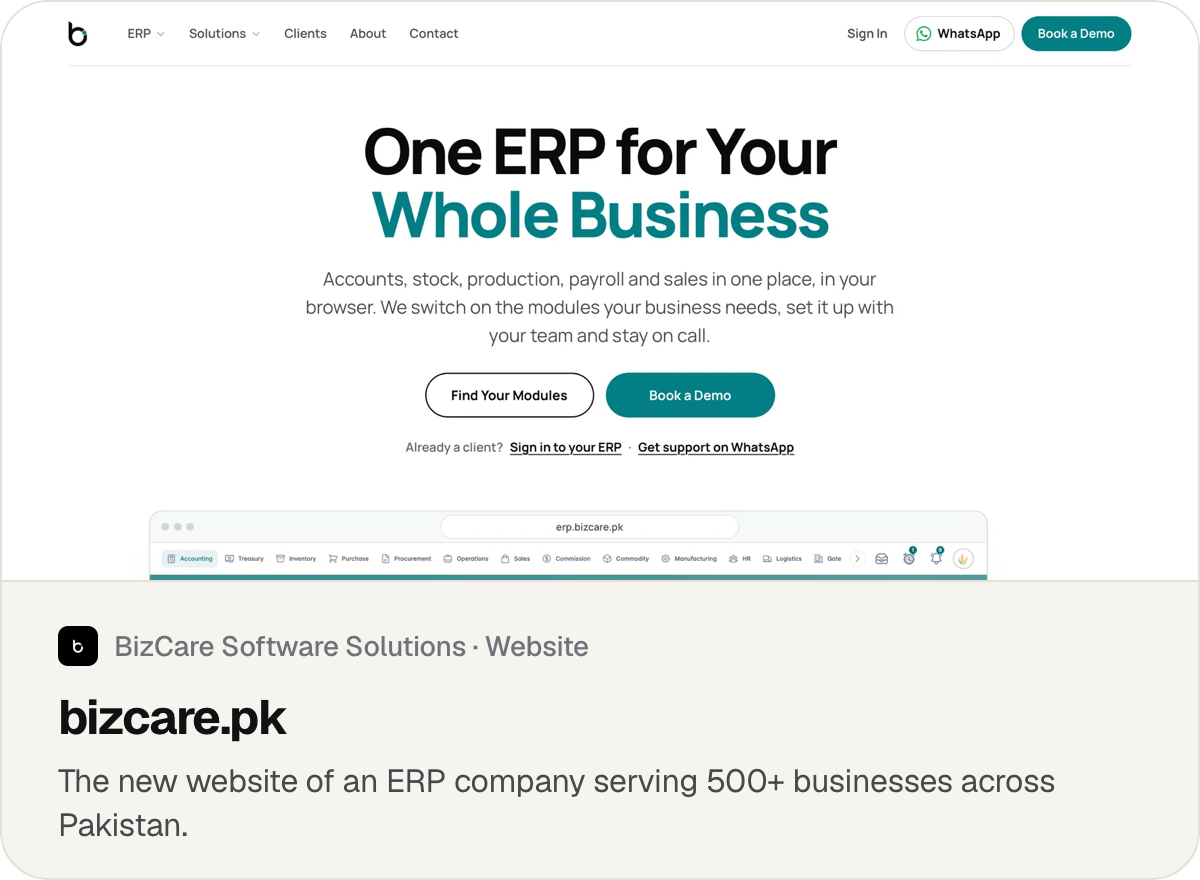 b ERP Solutions Clients About Contact Sign In WhatsApp Book a Demo
One ERP for Your
Whole Business
Accounts, stock, production, payroll and sales in one place, in your
browser. We switch on the modules your business needs, set it up with
your team and stay on call.
Find Your Modules Book a Demo
Already a client? Sign in to your ERP · Get support on WhatsApp
erp.bizcare.pk
Accounting Treasury Inventory Purchase Procurement Operations Sales Commission Commodity Manufacturing HR Logistics Gate
b BizCare Software Solutions · Website
bizcare.pk
The new website of an ERP company serving 500+ businesses across
Pakistan.